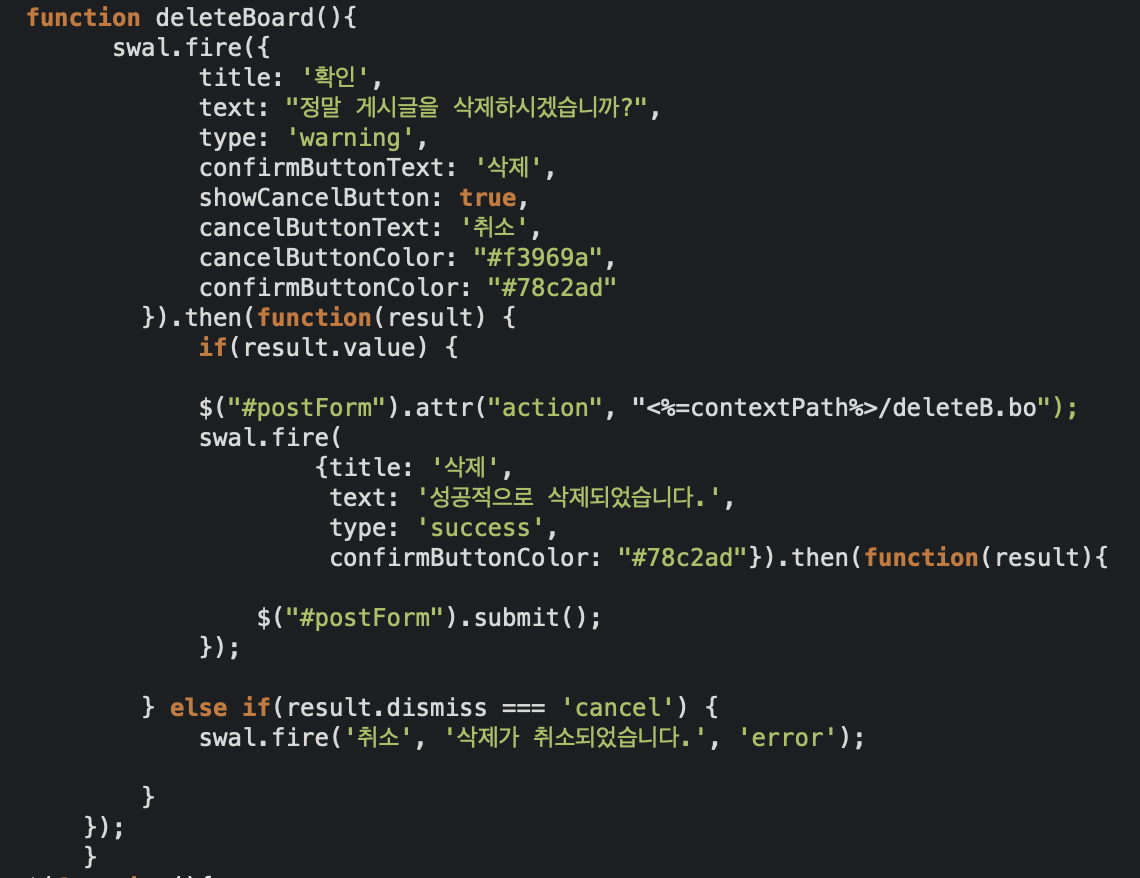 function deleteBoard(){
swal.fire({
title: '확인',
text: "정말 게시글을 삭제하시겠습니까?",
type: 'warning',
confirmButtonText: '삭제',
showCancelButton: true,
cancelButtonText: '취소',
cancelButtonColor: "#f3969a",
confirmButtonColor: "#78c2ad"
}).then(function(result) {
if(result.value) {
$("#postForm").attr("action", "<%=contextPath%>/deleteB.bo");
swal.fire(
{title: '삭제',
text: '성공적으로 삭제되었습니다.',
type: 'success',
confirmButtonColor: "#78c2ad"}).then(function(result){
$("#postForm").submit();
});
} else if(result.dismiss === 'cancel') {
swal.fire('취소', '삭제가 취소되었습니다.', 'error');
}
});
}